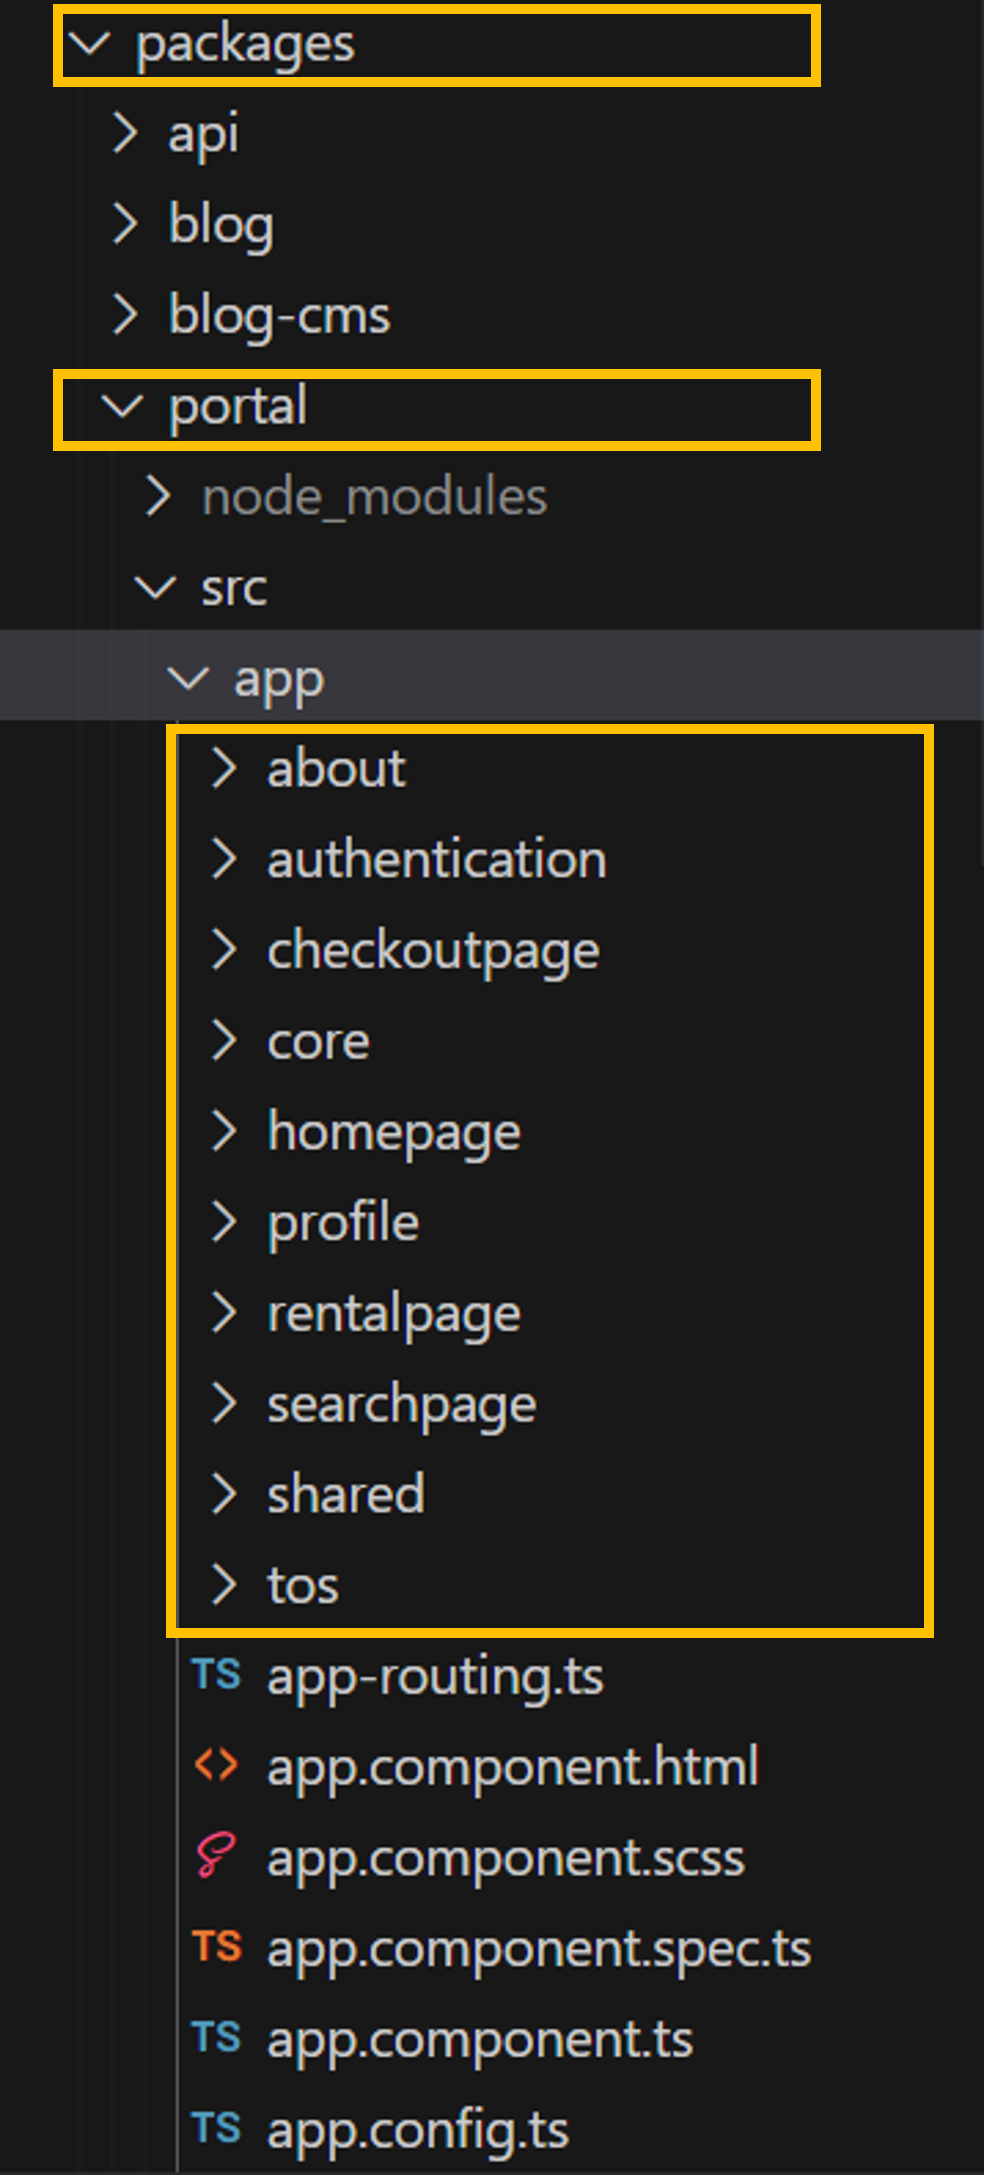 packages
api
blog
blog-cms
portal
node_modules
src
app
about
authentication
checkoutpage
core
homepage
profile
rentalpage
searchpage
shared
tos
TS app-routing.ts
<> app.component.html
app.component.scss
TS app.component.spec.ts
TS app.component.ts
TS app.config.ts